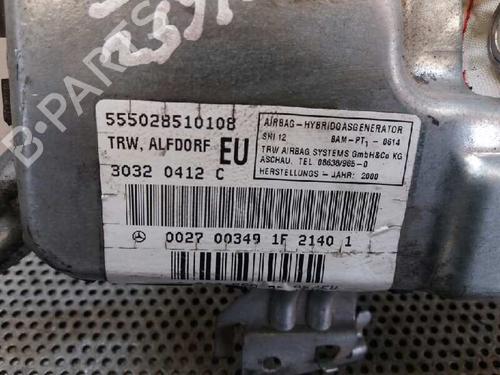 B-PARTS
555028510108
TRW, ALFDORF EU
3032 0412 C
AIRBAG-HYBRIDGASGENERATOR
SHI 12 BAM-PT1 - 0614
TRW AIRBAG SYSTEMS GmbH&Co KG
ASCHAU. TEL 08638/965-0
HERSTELLUNGS - JAHR: 2000
0027 00349 1F 2140 1